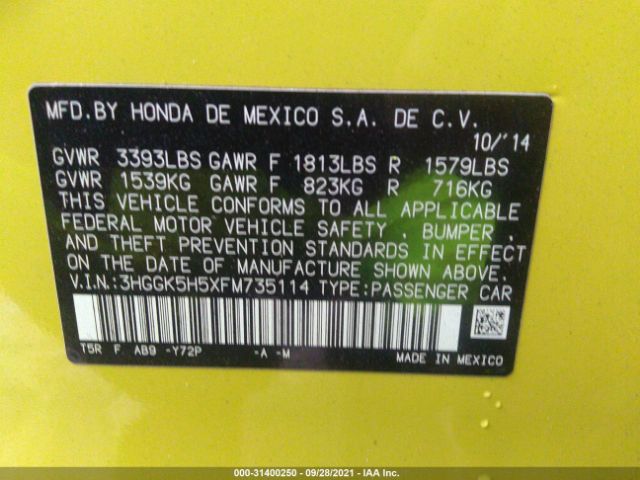 MFD.BY HONDA DE MEXICO S.A. DE C.V.
10/'14
GVWR 3393LBS GAWR F 1813LBS R 1579LBS
GVWR 1539KG GAWR F 823KG R 716KG
THIS VEHICLE CONFORMS TO ALL APPLICABLE
FEDERAL MOTOR VEHICLE SAFETY , BUMPER ,
AND THEFT PREVENTION STANDARDS IN EFFECT
ON THE DATE OF MANUFACTURE SHOWN ABOVE.
V.I.N.:3HGGK5H5XFM735114 TYPE:PASSENGER CAR
T5R F AB9 -Y72P -A -M
MADE IN MEXICO
000-31400250 | 09/28/2021 | IAA Inc.